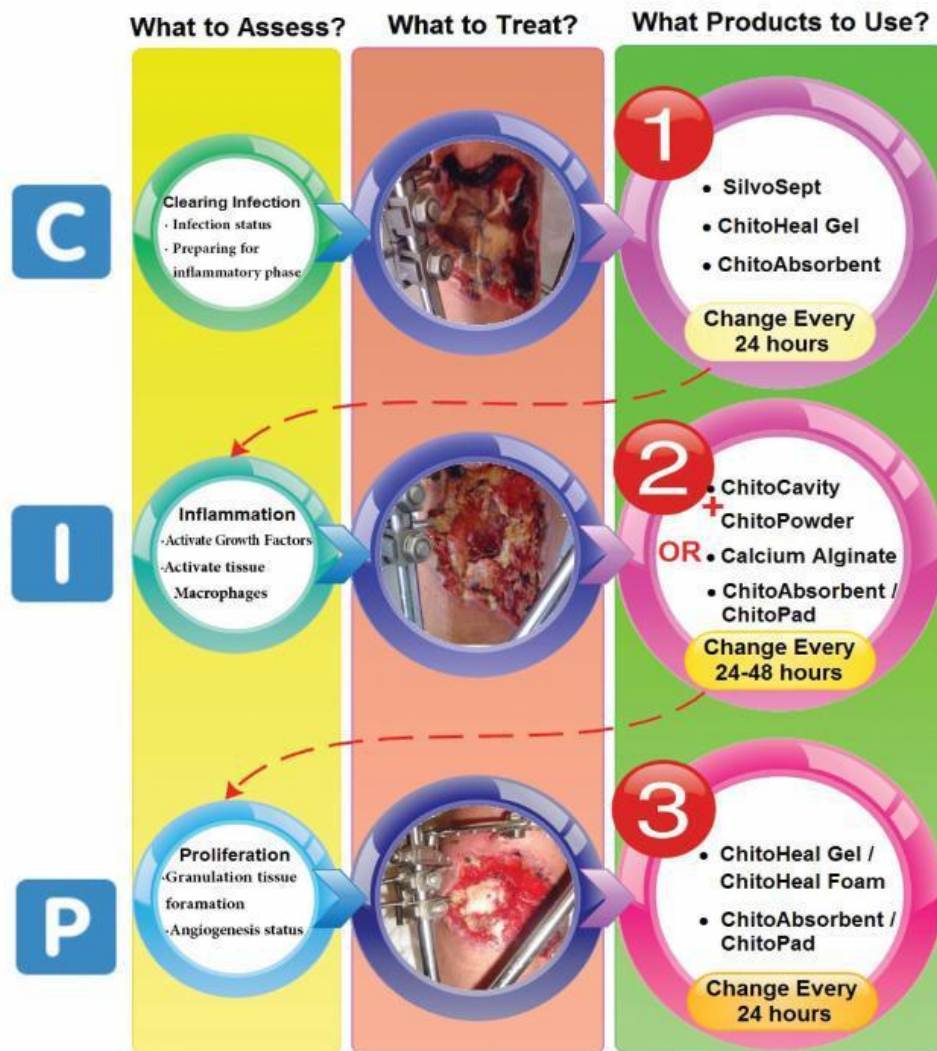 What to Assess?
What to Treat?
What Products to Use?
C
Clearing Infection
· Infection status
· Preparing for
inflammatory phase
1
• SilvoSept
• ChitoHeal Gel
• ChitoAbsorbent
Change Every
24 hours
I
Inflammation
·Activate Growth Factors
·Activate tissue
Macrophages
2
• ChitoCavity
+
ChitoPowder
OR
• Calcium Alginate
• ChitoAbsorbent /
ChitoPad
Change Every
24-48 hours
P
Proliferation
·Granulation tissue
foramation
·Angiogenesis status
3
• ChitoHeal Gel /
ChitoHeal Foam
• ChitoAbsorbent /
ChitoPad
Change Every
24 hours